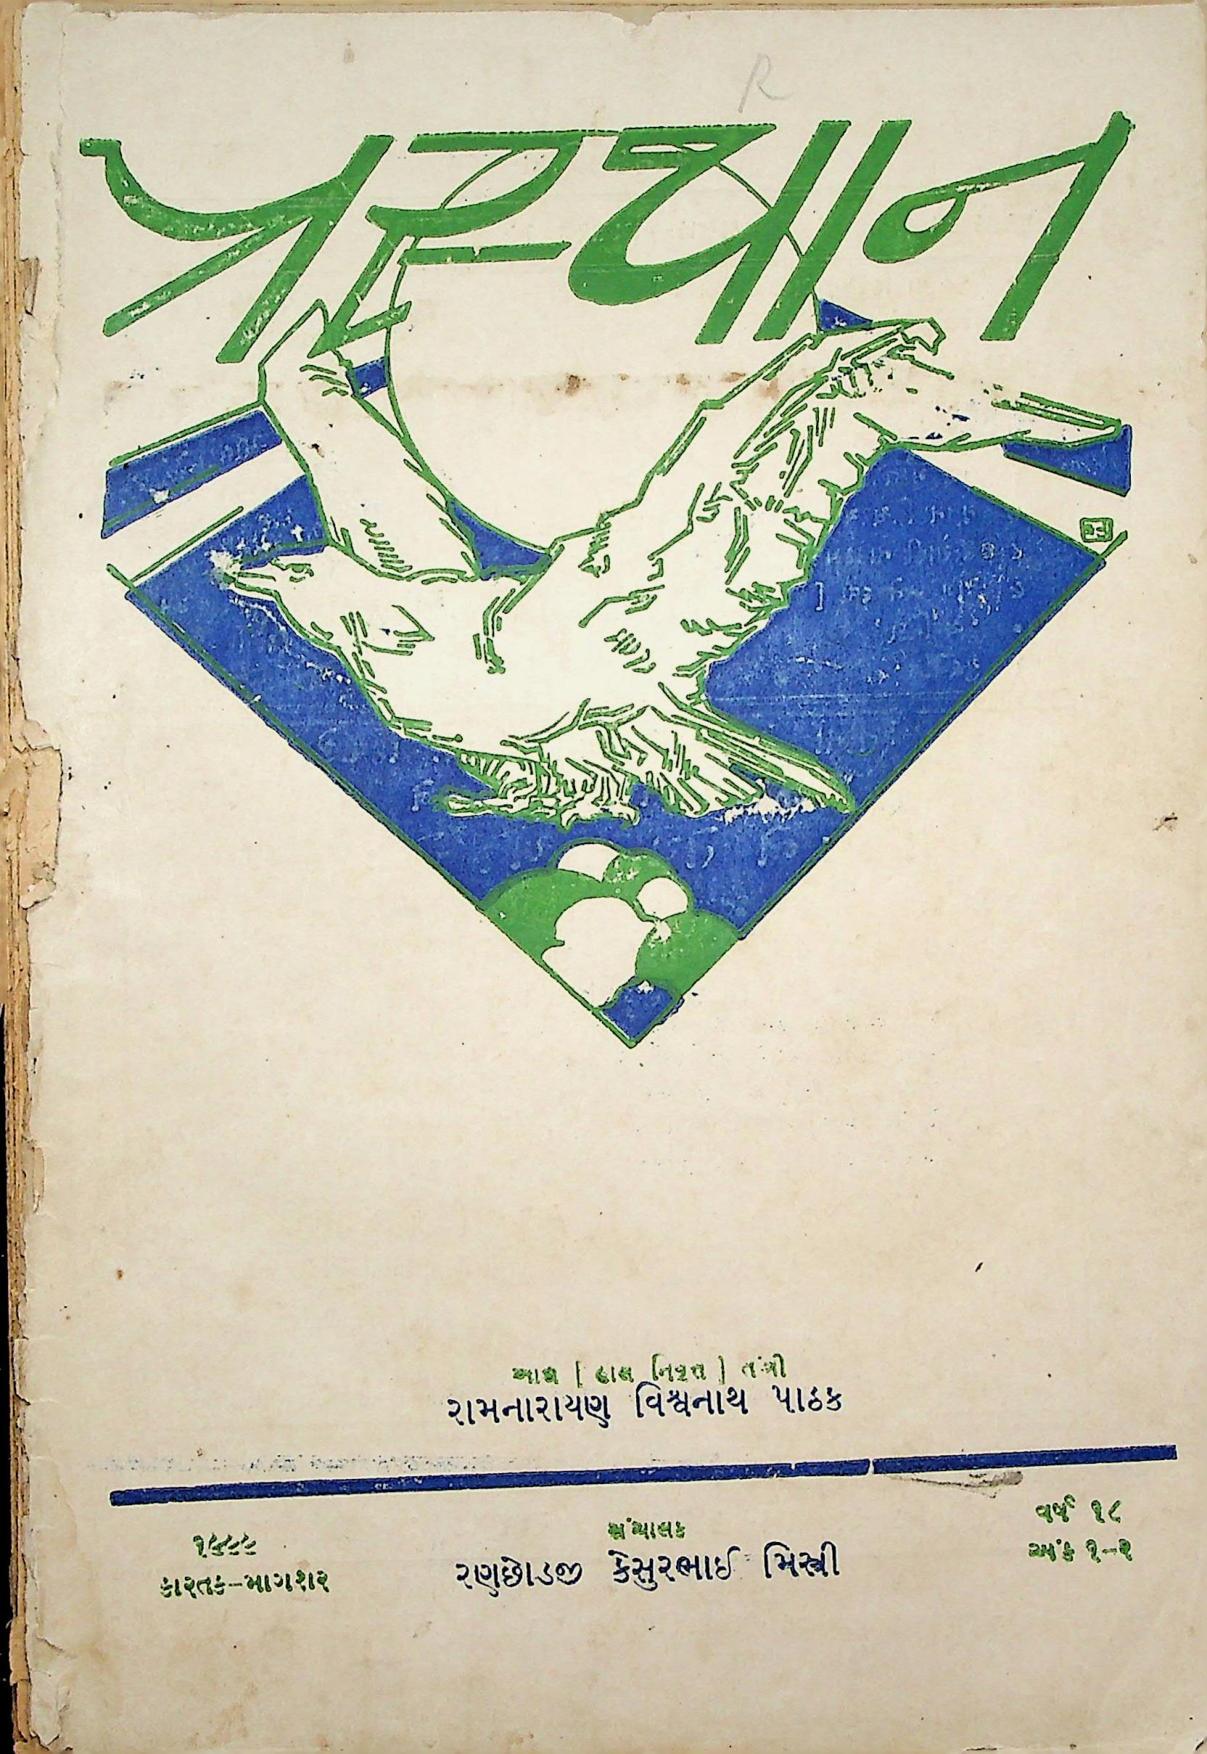 R
પ્રસ્થાન
આદ્ય [ હાલ નિવૃત્ત ] તંત્રી
રામનારાયણ વિશ્વનાથ પાઠક
૧૯૯૯
કારતક-માગશર
સંચાલક
રણછોડજી કેસુરભાઈ મિસ્ત્રી
વર્ષ ૧૮
અંક ૧-૨